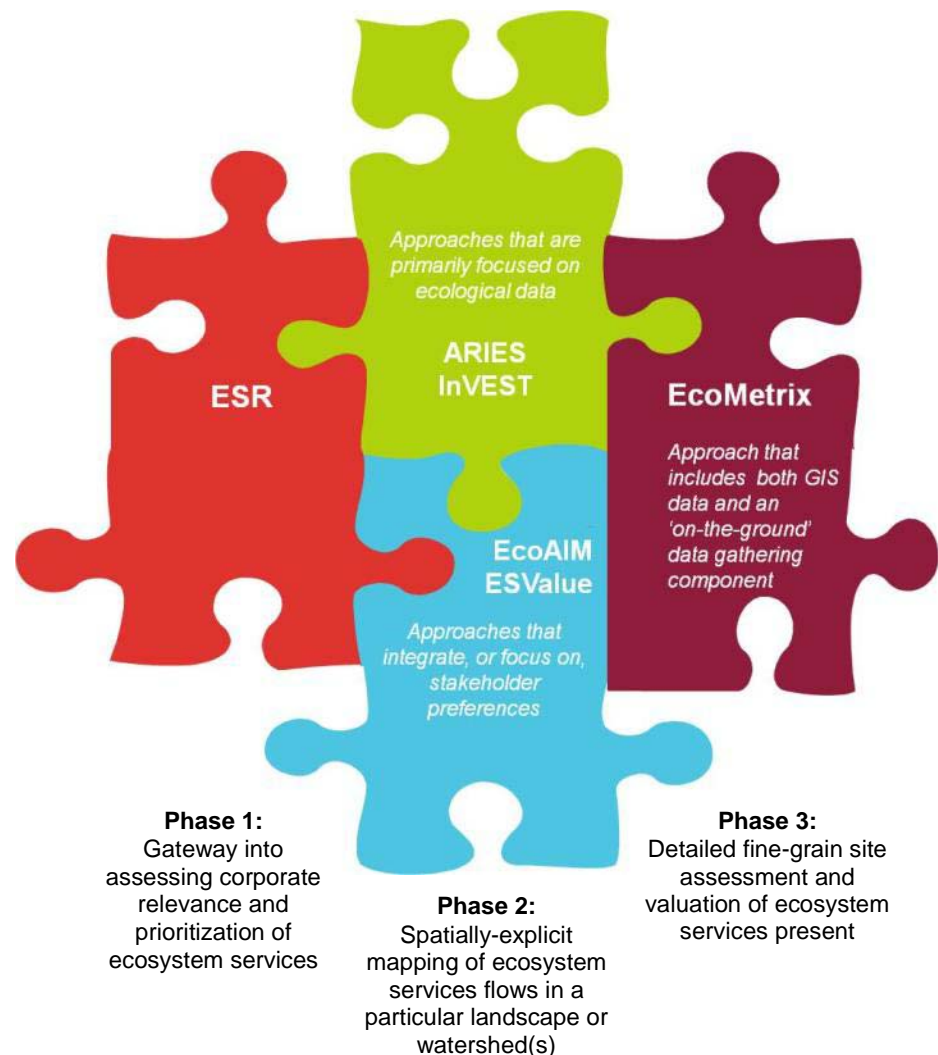 Approaches that are
primarily focused on
ecological data
ARIES
InVEST
ESR
EcoMetrix
Approach that
includes both GIS
data and an
'on-the-ground'
data gathering
component
EcoAIM
ESValue
Approaches that
integrate, or focus on,
stakeholder
preferences
Phase 1:
Gateway into
assessing corporate
relevance and
prioritization of
ecosystem services
Phase 2:
Spatially-explicit
mapping of ecosystem
services flows in a
particular landscape or
watershed(s)
Phase 3:
Detailed fine-grain site
assessment and
valuation of ecosystem
services present